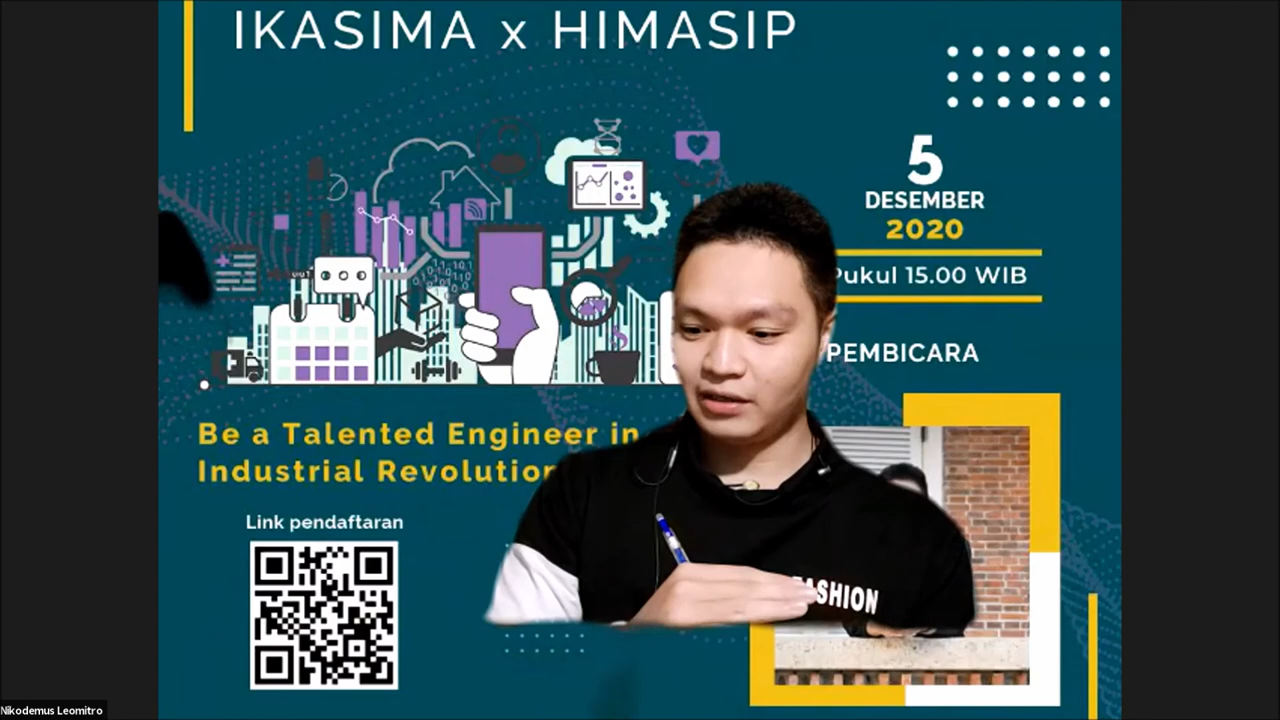 IKASIMA x HIMASIP
5
DESEMBER
2020
Pukul 15.00 WIB
PEMBICARA
Be a Talented Engineer in
Industrial Revolution
Link pendaftaran
FASHION
Nikodemus Leomitro